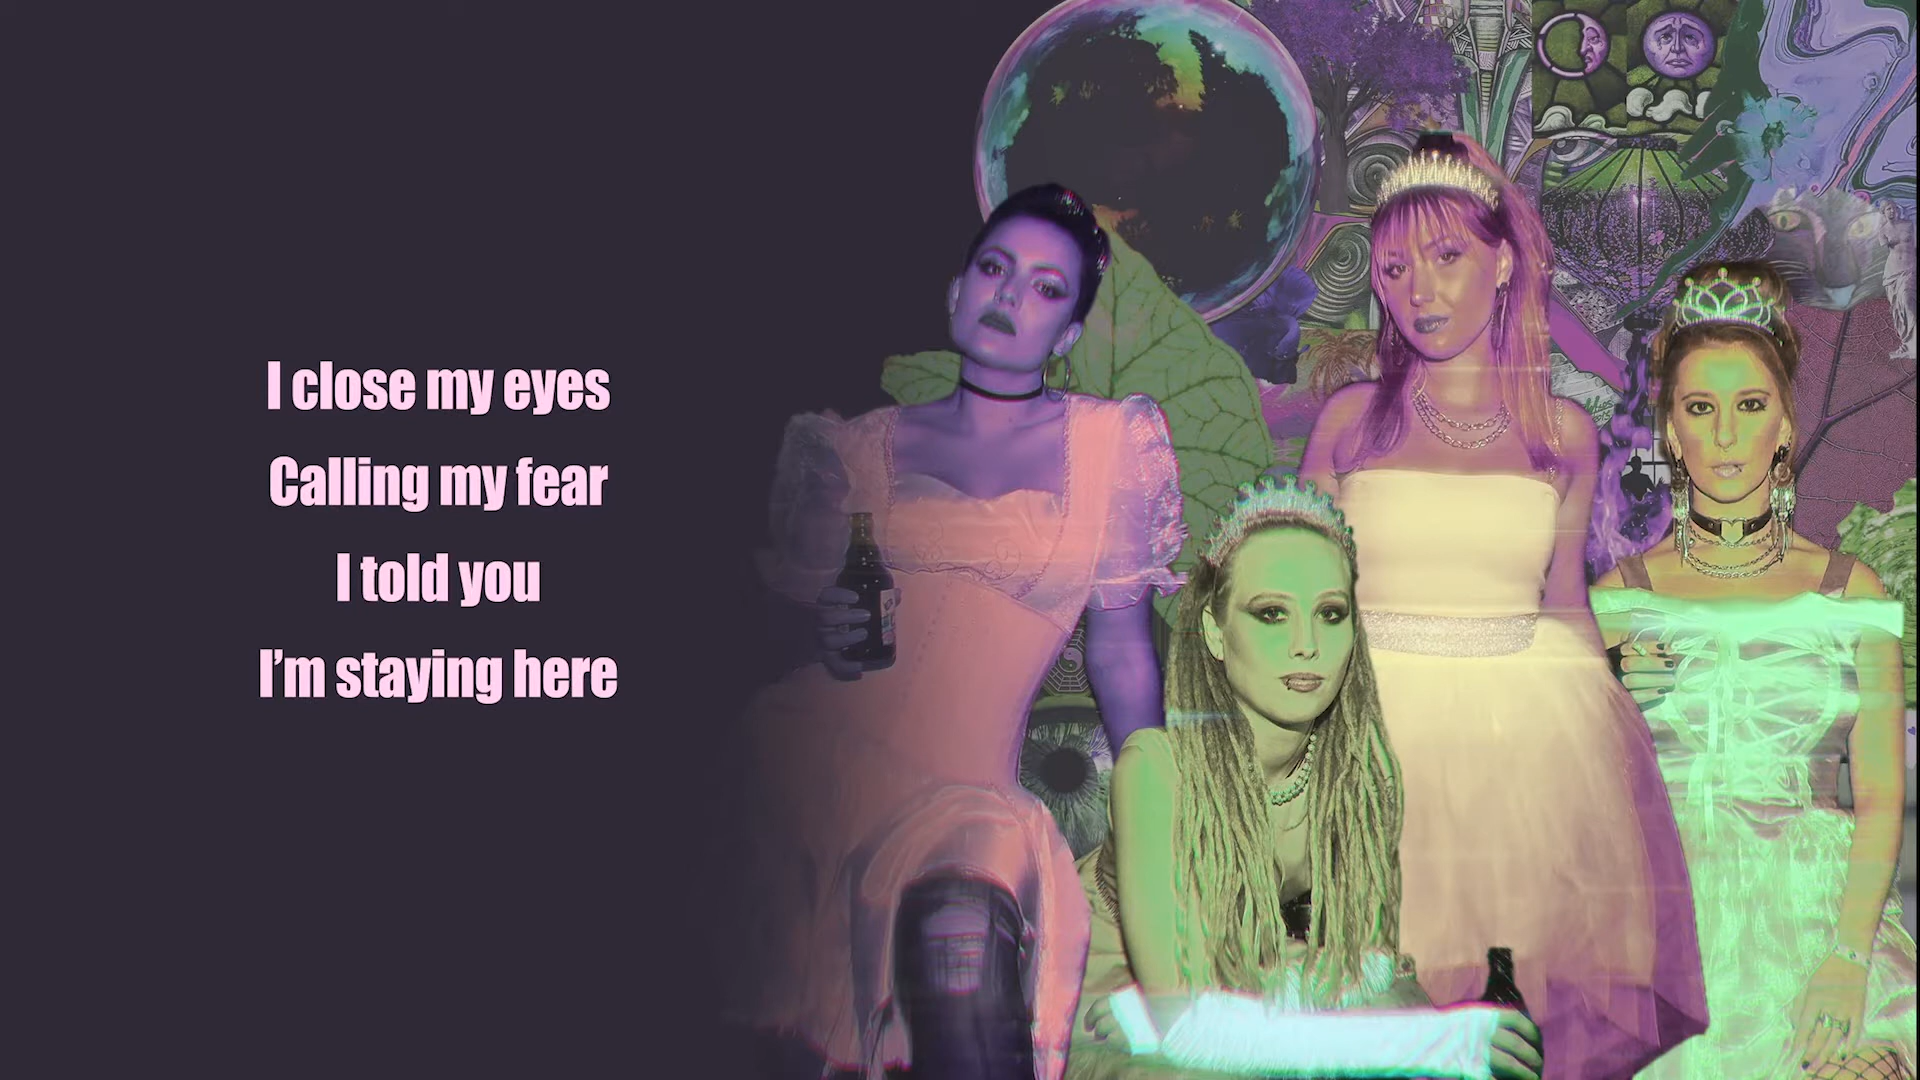 I close my eyes
Calling my fear
I told you
I’m staying here